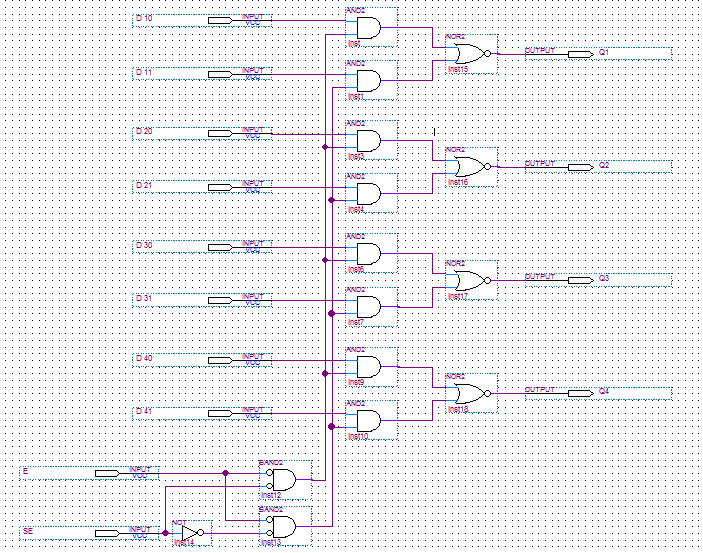 AND2
D 10 INPUT VCC
inst
NOR2
OUTPUT Q1
inst15
AND2
D 11 INPUT VCC
inst1
AND2
D 20 INPUT VCC
inst3
NOR2
OUTPUT Q2
inst16
AND2
D 21 INPUT VCC
inst4
AND2
D 30 INPUT VCC
inst6
NOR2
OUTPUT Q3
inst17
AND2
D 31 INPUT VCC
inst7
AND2
D 40 INPUT VCC
inst9
NOR2
OUTPUT Q4
inst18
AND2
D 41 INPUT VCC
inst10
BAND2
E INPUT VCC
inst12
BAND2
SE INPUT VCC
NOT
inst14
inst13